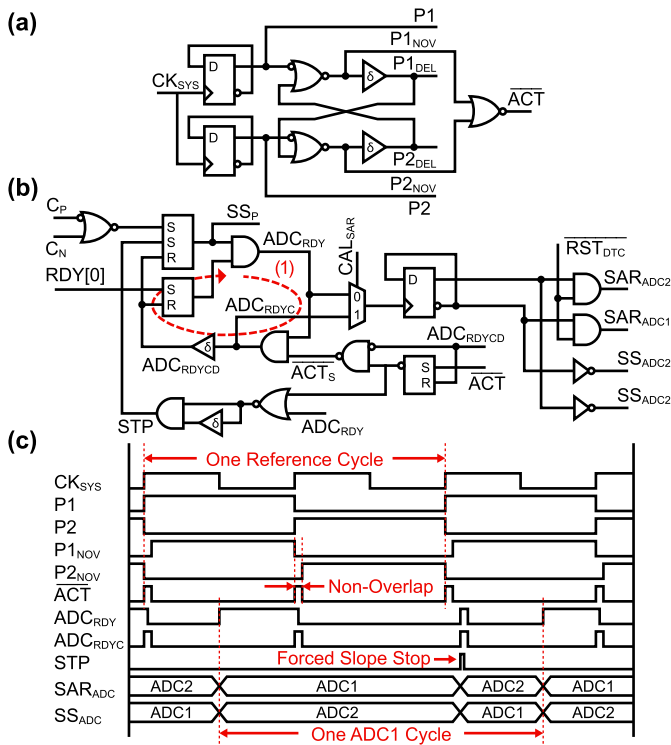 (a)
P1
P1NOV
D
P1DEL
δ
CKSYS
ACT
D
δ
P2DEL
P2NOV
P2
(b)
CP
CN
S
S
R
SSP
ADCRDY
CALSAR
RSTDTC
RDY[0]
S
R
(1)
D
SARADC2
ADCRDYC
0
1
SARADC1
δ
ADCRDYCD
ACTS
ADCRDYCD
SSADC2
S
R
ACT
SSADC2
STP
δ
ADCRDY
(c)
One Reference Cycle
CKSYS
P1
P2
P1NOV
P2NOV
Non-Overlap
ACT
ADCRDY
ADCRDYC
STP
Forced Slope Stop
SARADC
ADC2
ADC1
ADC2
ADC1
SSADC
ADC1
ADC2
ADC1
ADC2
One ADC1 Cycle